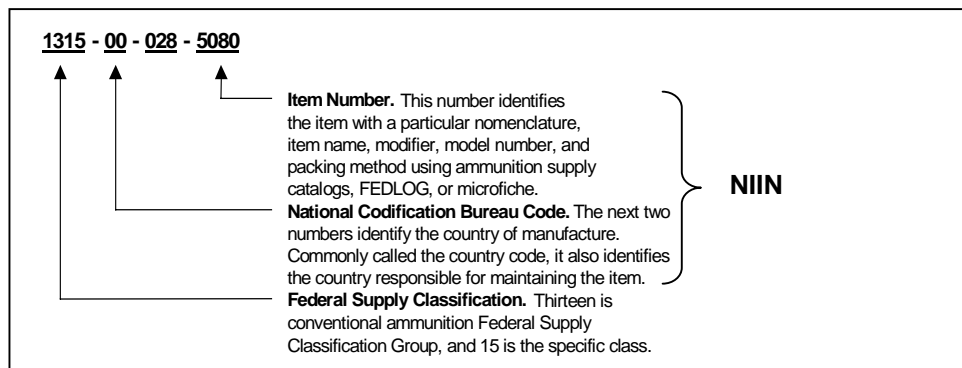 1315 - 00 - 028 - 5080
Item Number. This number identifies
the item with a particular nomenclature,
item name, modifier, model number, and
packing method using ammunition supply
catalogs, FEDLOG, or microfiche.
NIIN
National Codification Bureau Code. The next two
numbers identify the country of manufacture.
Commonly called the country code, it also identifies
the country responsible for maintaining the item.
Federal Supply Classification. Thirteen is
conventional ammunition Federal Supply
Classification Group, and 15 is the specific class.